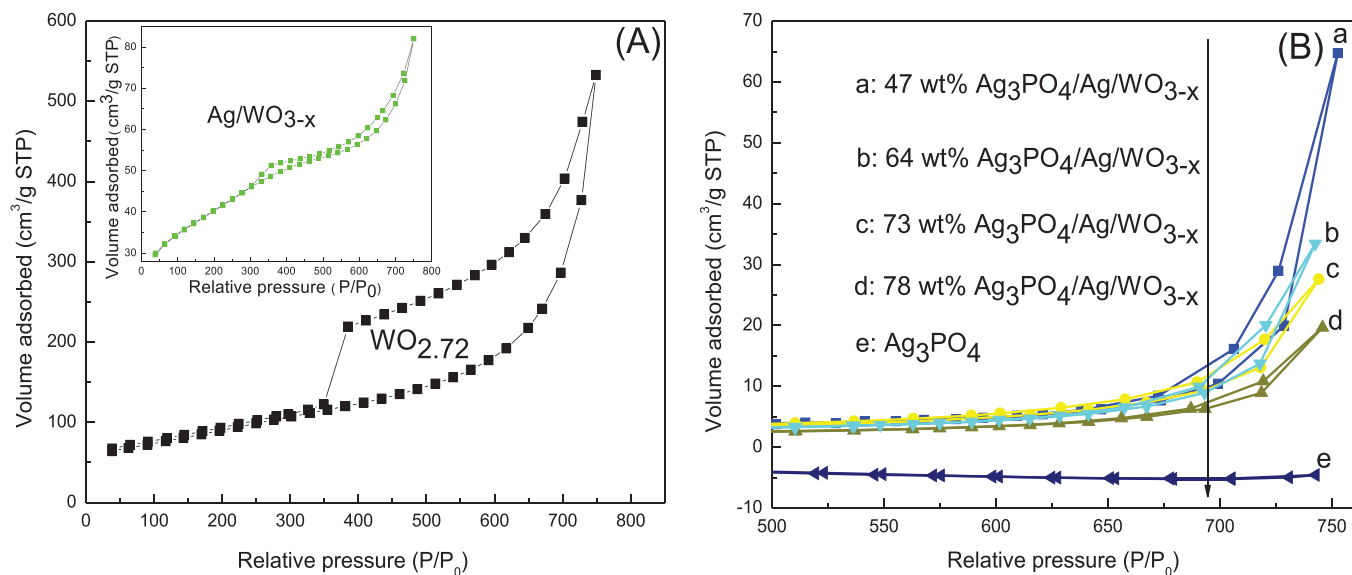 (A)
600
500
400
300
200
100
0
0 100 200 300 400 500 600 700 800
Volume adsorbed (cm³/g STP)
Relative pressure (P/P₀)
WO₂.₇₂
Ag/WO₃₋ₓ
80
70
60
50
40
30
0 100 200 300 400 500 600 700 800
Volume adsorbed (cm³/g STP)
Relative pressure (P/P₀)
(B)
70
60
50
40
30
20
10
0
-10
500 550 600 650 700 750
Volume adsorbed (cm³/g STP)
Relative pressure (P/P₀)
a: 47 wt% Ag₃PO₄/Ag/WO₃₋ₓ
b: 64 wt% Ag₃PO₄/Ag/WO₃₋ₓ
c: 73 wt% Ag₃PO₄/Ag/WO₃₋ₓ
d: 78 wt% Ag₃PO₄/Ag/WO₃₋ₓ
e: Ag₃PO₄
a
b
c
d
e